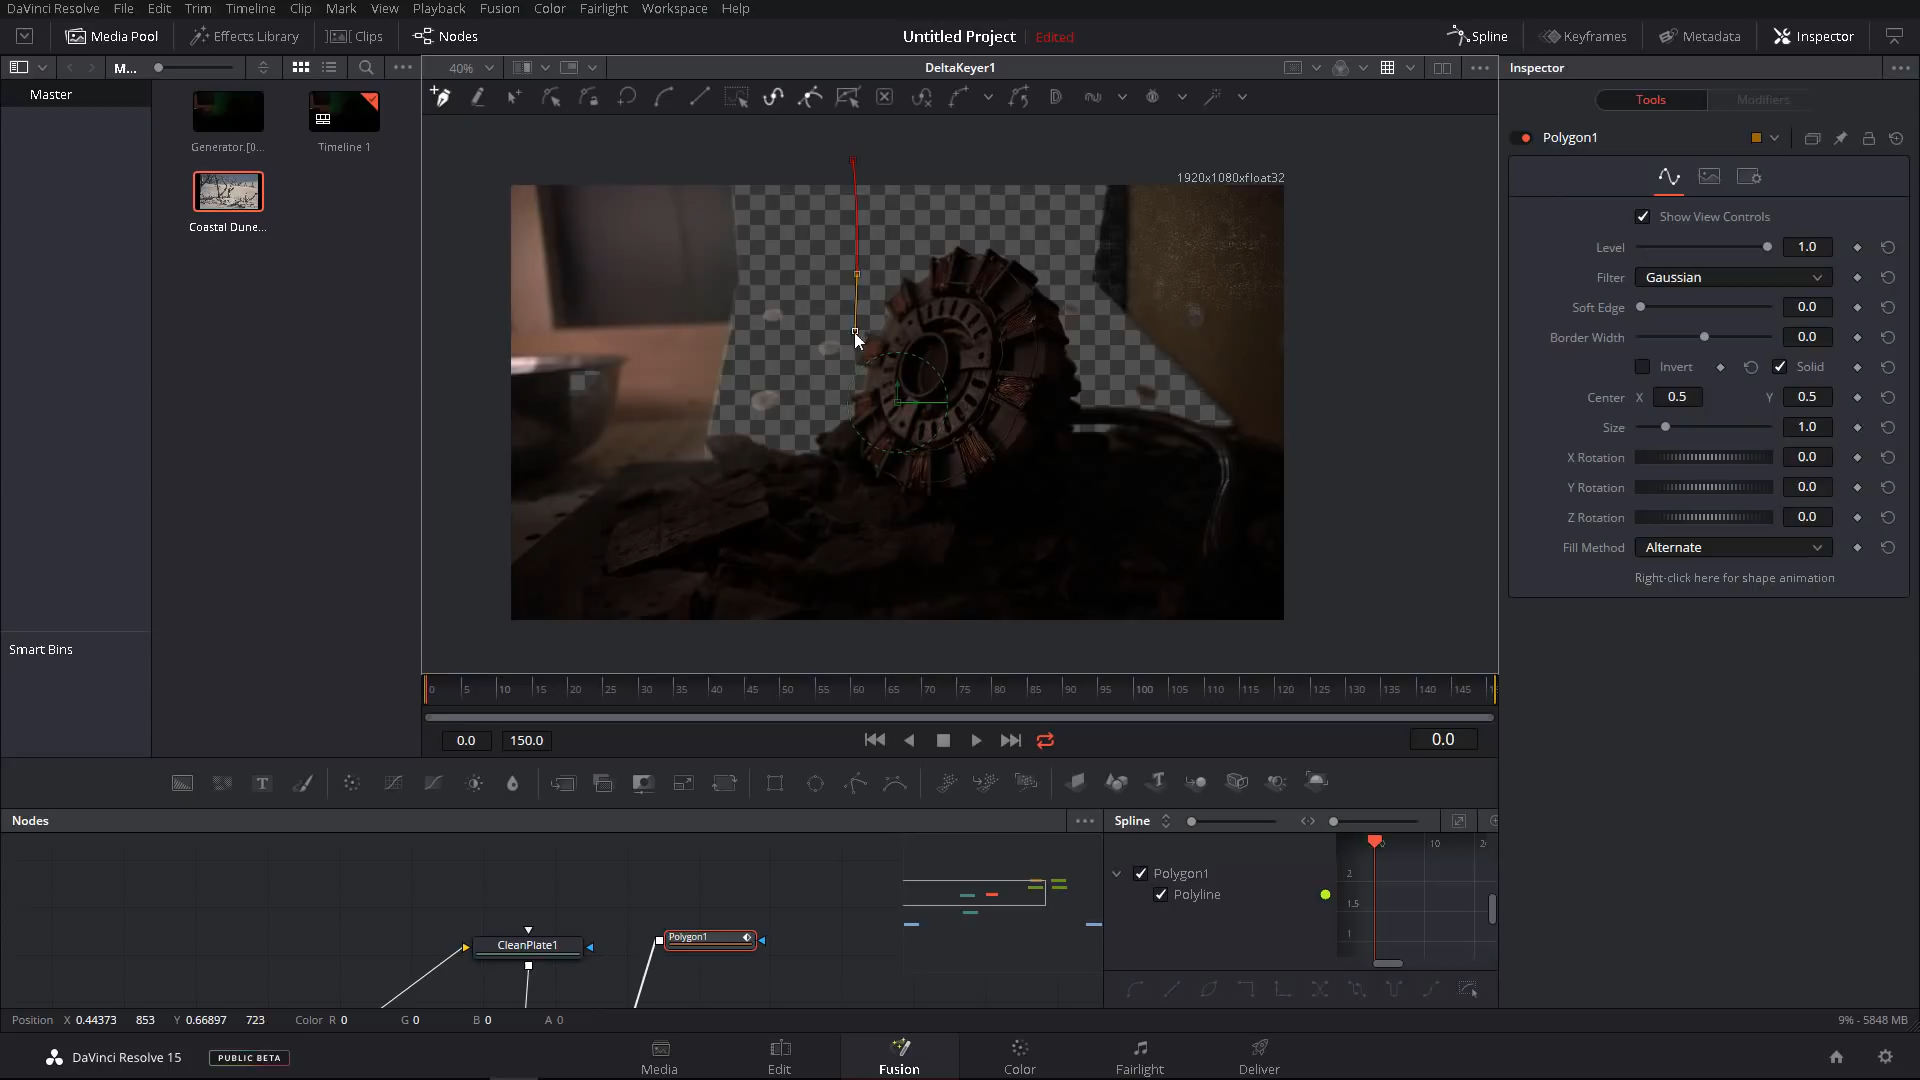 DaVinci Resolve File Edit Trim Timeline Clip Mark View Playback Fusion Color Fairlight Workspace Help
Media Pool Effects Library Clips Nodes Untitled Project Edited Spline Keyframes Metadata Inspector
M... 40% DeltaKeyer1 Inspector
Master
Tools Modifiers
Generator.[0... Timeline 1
Polygon1
1920x1080xfloat32
Coastal Dune...
Show View Controls
Level 1.0
Filter Gaussian
Soft Edge 0.0
Border Width 0.0
Invert Solid
Center X 0.5 Y 0.5
Size 1.0
X Rotation 0.0
Y Rotation 0.0
Z Rotation 0.0
Fill Method Alternate
Right-click here for shape animation
Smart Bins
0 5 10 15 20 25 30 35 40 45 50 55 60 65 70 75 80 85 90 95 100 105 110 115 120 125 130 135 140 145
0.0 150.0 0.0
Nodes Spline
10
Polygon1
Polyline
2
1.5
1
CleanPlate1 Polygon1
Position X 0.44373 853 Y 0.66897 723 Color R 0 G 0 B 0 A 0 9% - 5848 MB
DaVinci Resolve 15 PUBLIC BETA
Media Edit Fusion Color Fairlight Deliver